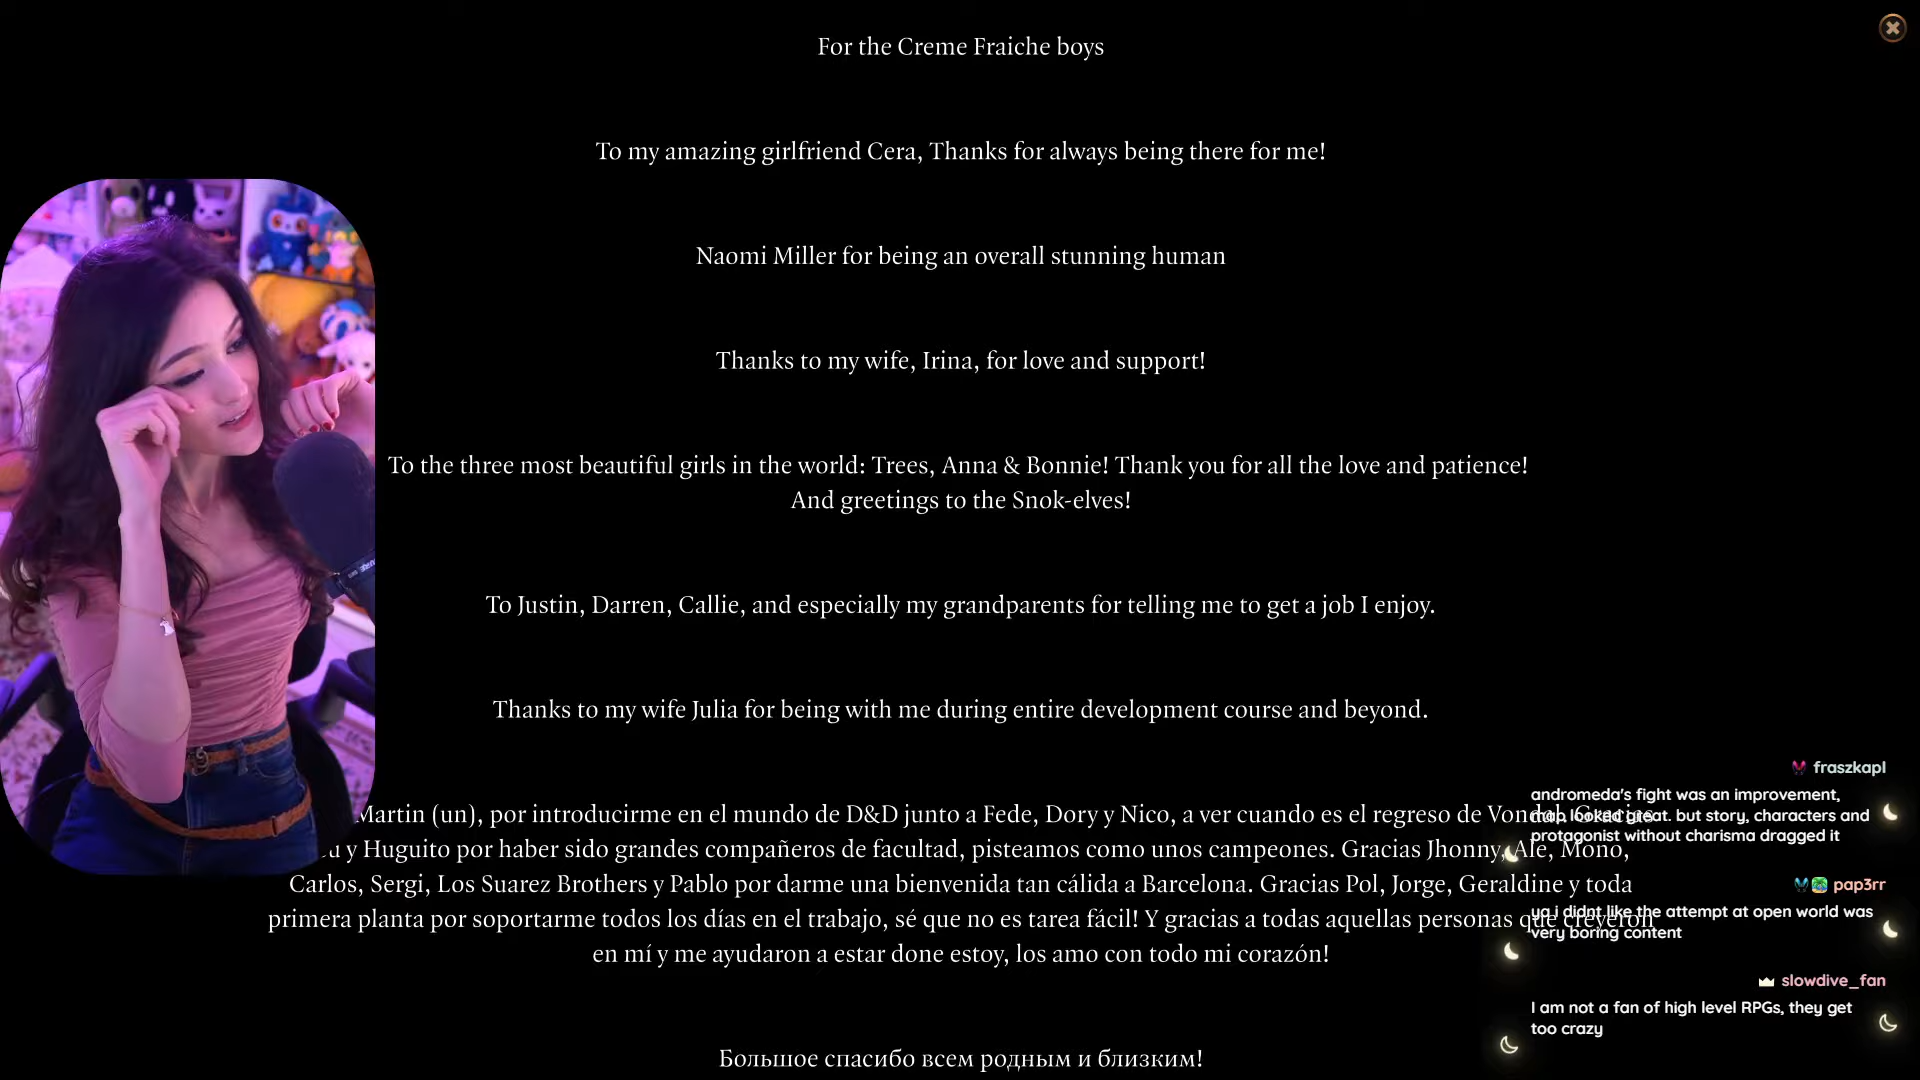 For the Creme Fraiche boys
To my amazing girlfriend Cera, Thanks for always being there for me!
Naomi Miller for being an overall stunning human
Thanks to my wife, Irina, for love and support!
To the three most beautiful girls in the world: Trees, Anna & Bonnie! Thank you for all the love and patience!
And greetings to the Snok-elves!
To Justin, Darren, Callie, and especially my grandparents for telling me to get a job I enjoy.
Thanks to my wife Julia for being with me during entire development course and beyond.
Martin (un), por introducirme en el mundo de D&D junto a Fede, Dory y Nico, a ver cuando es el regreso de
y Huguito por haber sido grandes compañeros de facultad, pisteamos como unos campeones. Gracias Jhonny, Ale, Mono,
Carlos, Sergi, Los Suarez Brothers y Pablo por darme una bienvenida tan cálida a Barcelona. Gracias Pol, Jorge, Geraldine y toda
primera planta por soportarme todos los días en el trabajo, sé que no es tarea fácil! Y gracias a todas aquellas personas que creyeron
en mí y me ayudaron a estar done estoy, los amo con todo mi corazón!
Большое спасибо всем родным и близким!
fraszkapl
andromeda's fight was an improvement,
map looked great. but story, characters and
protagonist without charisma dragged it
pap3rr
ya i didnt like the attempt at open world was
very boring content
slowdive_fan
I am not a fan of high level RPGs, they get
too crazy